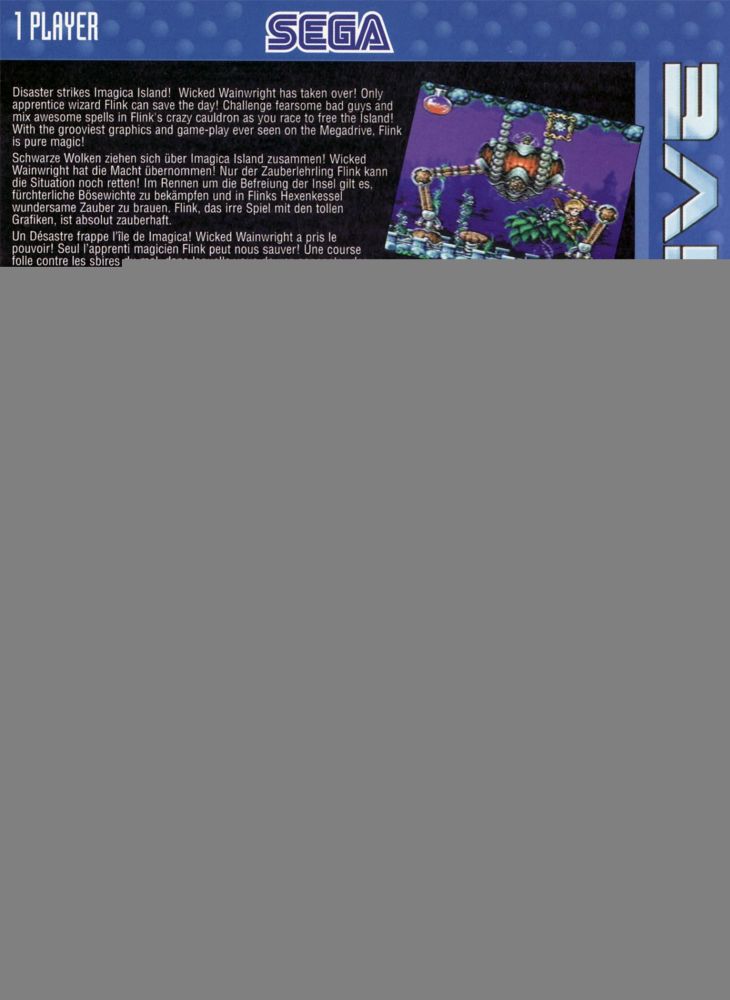 1 PLAYER
SEGA
Disaster strikes Imagica Island! Wicked Wainwright has taken over! Only
apprentice wizard Flink can save the day! Challenge fearsome bad guys and
mix awesome spells in Flink's crazy cauldron as you race to free the Island!
With the grooviest graphics and game-play ever seen on the Megadrive, Flink
is pure magic!
Schwarze Wolken ziehen sich über Imagica Island zusammen! Wicked
Wainwright hat die Macht übernommen! Nur der Zauberlehrling Flink kann
die Situation noch retten! Im Rennen um die Befreiung der Insel gilt es,
fürchterliche Bösewichte zu bekämpfen und in Flinks Hexenkessel
wundersame Zauber zu brauen. Flink, das irre Spiel mit den tollen
Grafiken, ist absolut zauberhaft.
Un Désastre frappe l'île de Imagica! Wicked Wainwright a pris le
pouvoir! Seul l'apprenti magicien Flink peut nous sauver! Une course
folle contre les sbires
IVE